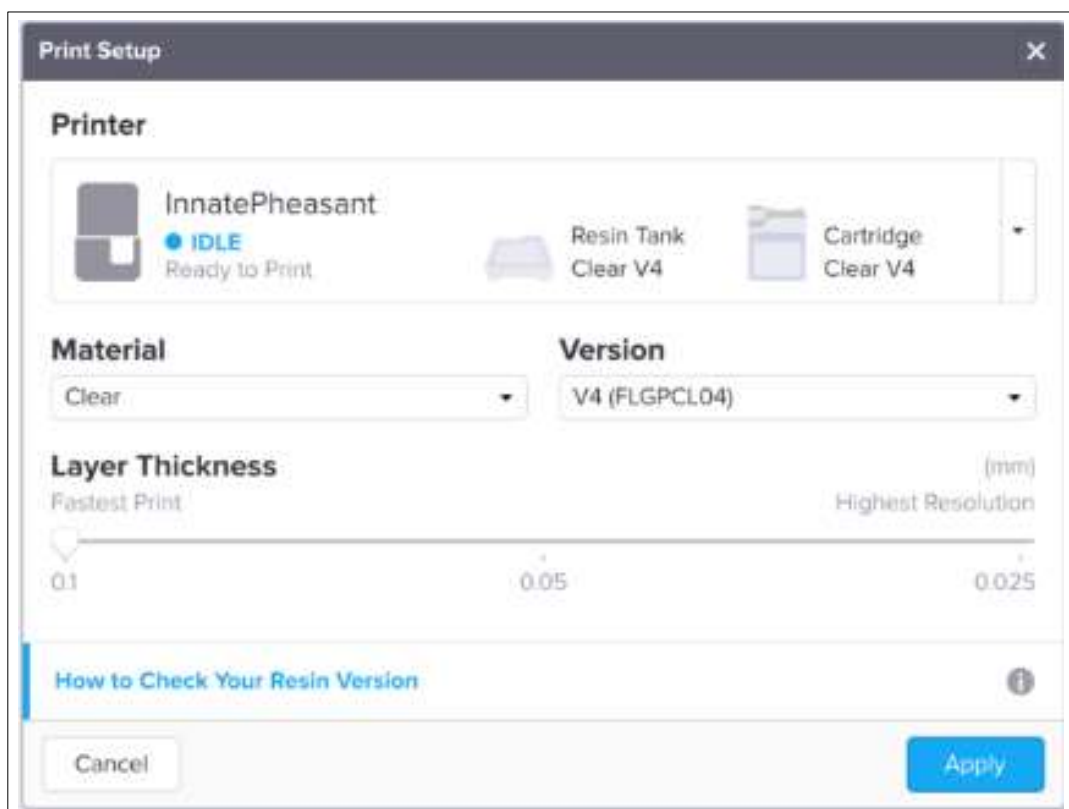 Print Setup
Printer
InnatePheasant
IDLE
Ready to Print
Resin Tank
Clear V4
Cartridge
Clear V4
Material
Version
Clear
V4 (FLGPCL04)
Layer Thickness
(mm)
Fastest Print
Highest Resolution
0.1
0.05
0.025
How to Check Your Resin Version
Cancel
Apply